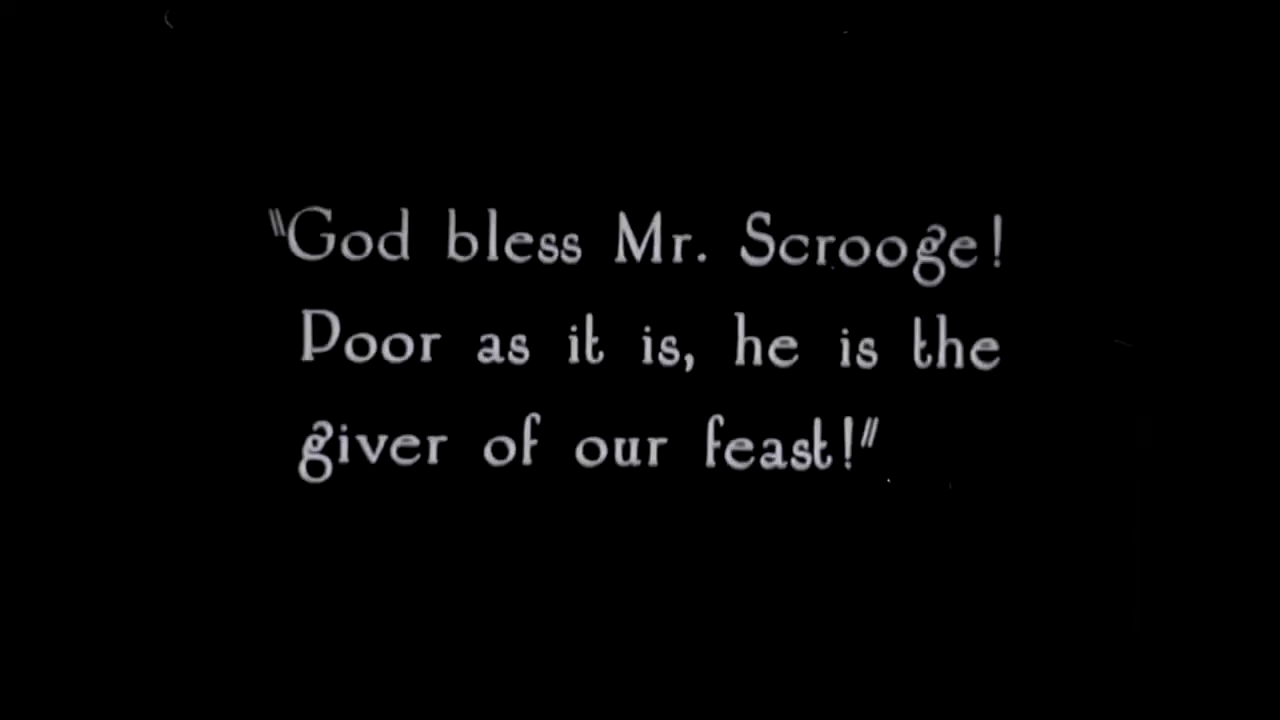 "God bless Mr. Scrooge!
Poor as it is, he is the
giver of our feast!"